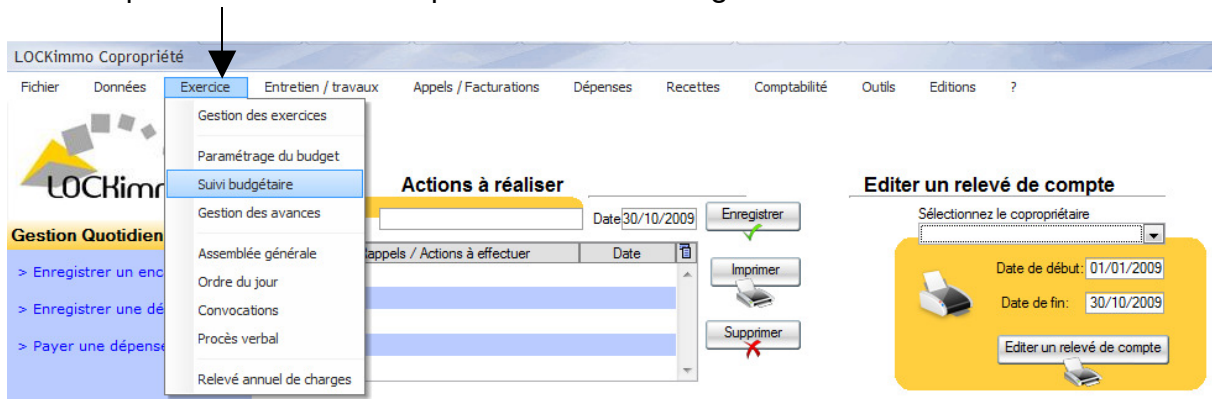 LOCKimmo Copropriété
Fichier Données Exercice Entretien / travaux Appels / Facturations Dépenses Recettes Comptabilité Outils Editions ?
Gestion des exercices
Paramétrage du budget
Suivi budgétaire
Gestion des avances
Assemblée générale
Ordre du jour
Convocations
Procès verbal
Relevé annuel de charges
LOCKimm
Gestion Quotidien
> Enregistrer un enc
> Enregistrer une dé
> Payer une dépense
Actions à réaliser
Date 30/10/2009 Enregistrer
Rappels / Actions à effectuer Date
Imprimer
Supprimer
Editer un relevé de compte
Sélectionnez le copropriétaire
Date de début: 01/01/2009
Date de fin: 30/10/2009
Editer un relevé de compte